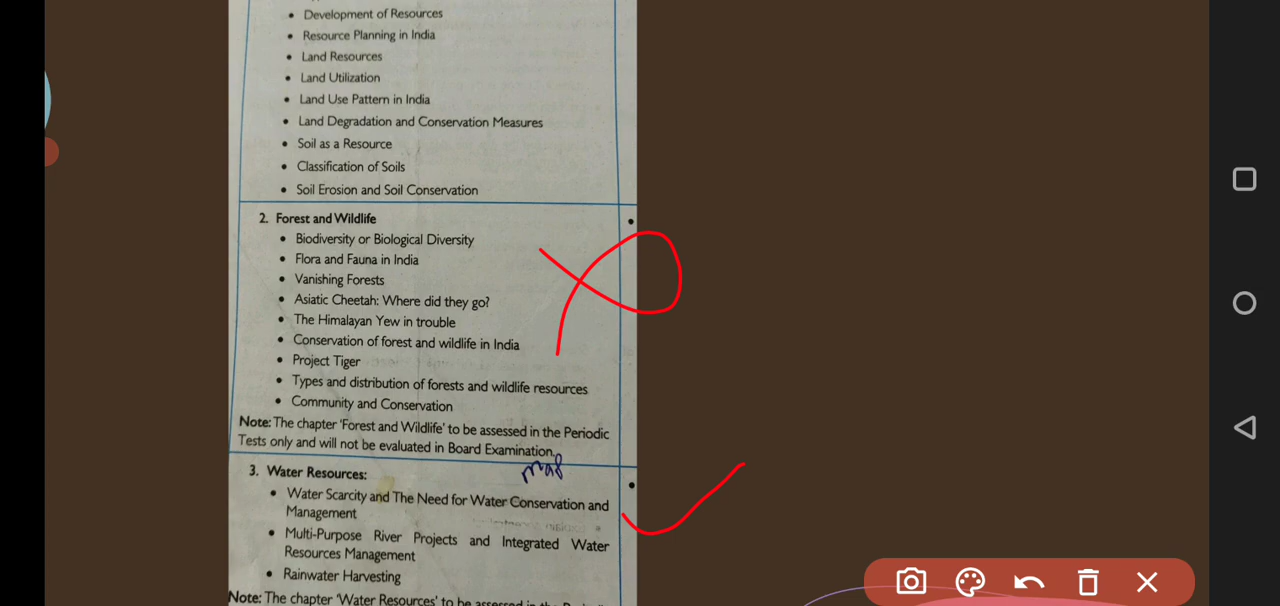 • Development of Resources
• Resource Planning in India
• Land Resources
• Land Utilization
• Land Use Pattern in India
• Land Degradation and Conservation Measures
• Soil as a Resource
• Classification of Soils
• Soil Erosion and Soil Conservation
2. Forest and Wildlife
• Biodiversity or Biological Diversity
• Flora and Fauna in India
• Vanishing Forests
• Asiatic Cheetah: Where did they go?
• The Himalayan Yew in trouble
• Conservation of forest and wildlife in India
• Project Tiger
• Types and distribution of forests and wildlife resources
• Community and Conservation
Note: The chapter 'Forest and Wildlife' to be assessed in the Periodic
Tests only and will not be evaluated in Board Examination.
map
3. Water Resources:
• Water Scarcity and The Need for Water Conservation and
Management
• Multi-Purpose River Projects and Integrated Water
Resources Management
• Rainwater Harvesting
Note: The chapter 'Water Resources' to be assessed in the